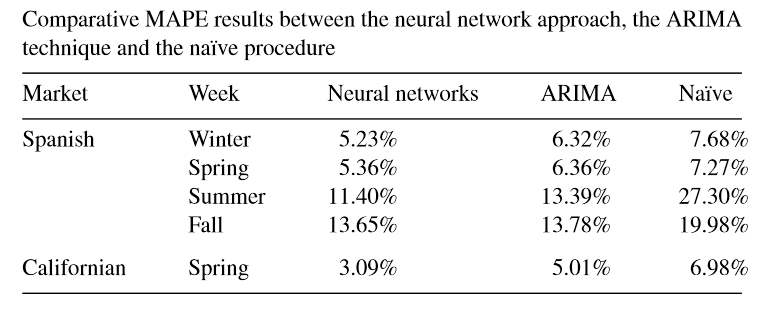 Comparative MAPE results between the neural network approach, the ARIMA
technique and the naïve procedure
Market Week Neural networks ARIMA Naïve
Spanish Winter 5.23% 6.32% 7.68%
Spring 5.36% 6.36% 7.27%
Summer 11.40% 13.39% 27.30%
Fall 13.65% 13.78% 19.98%
Californian Spring 3.09% 5.01% 6.98%